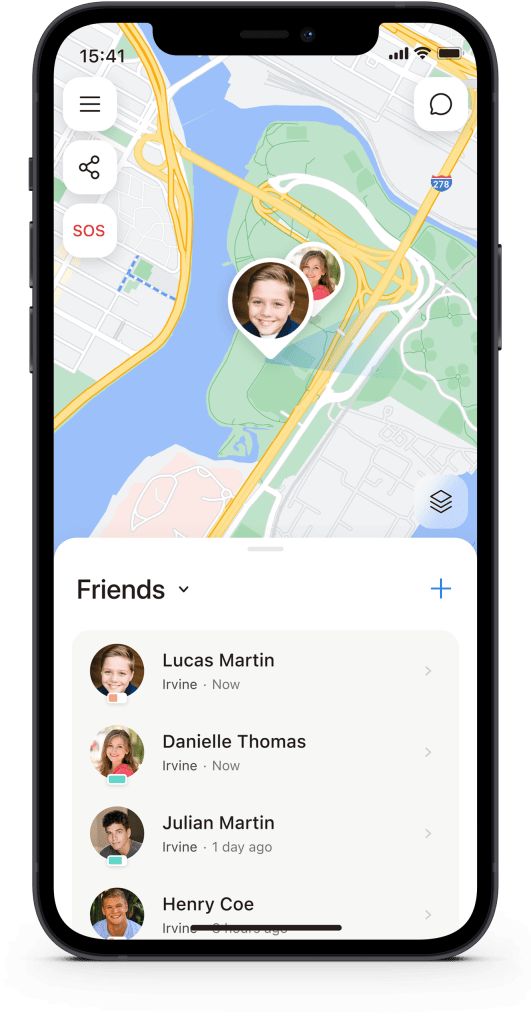 15:41
278
SOS
Friends
Lucas Martin
Irvine · Now
Danielle Thomas
Irvine · Now
Julian Martin
Irvine · 1 day ago
Henry Coe
Irvine · 3 hours ago